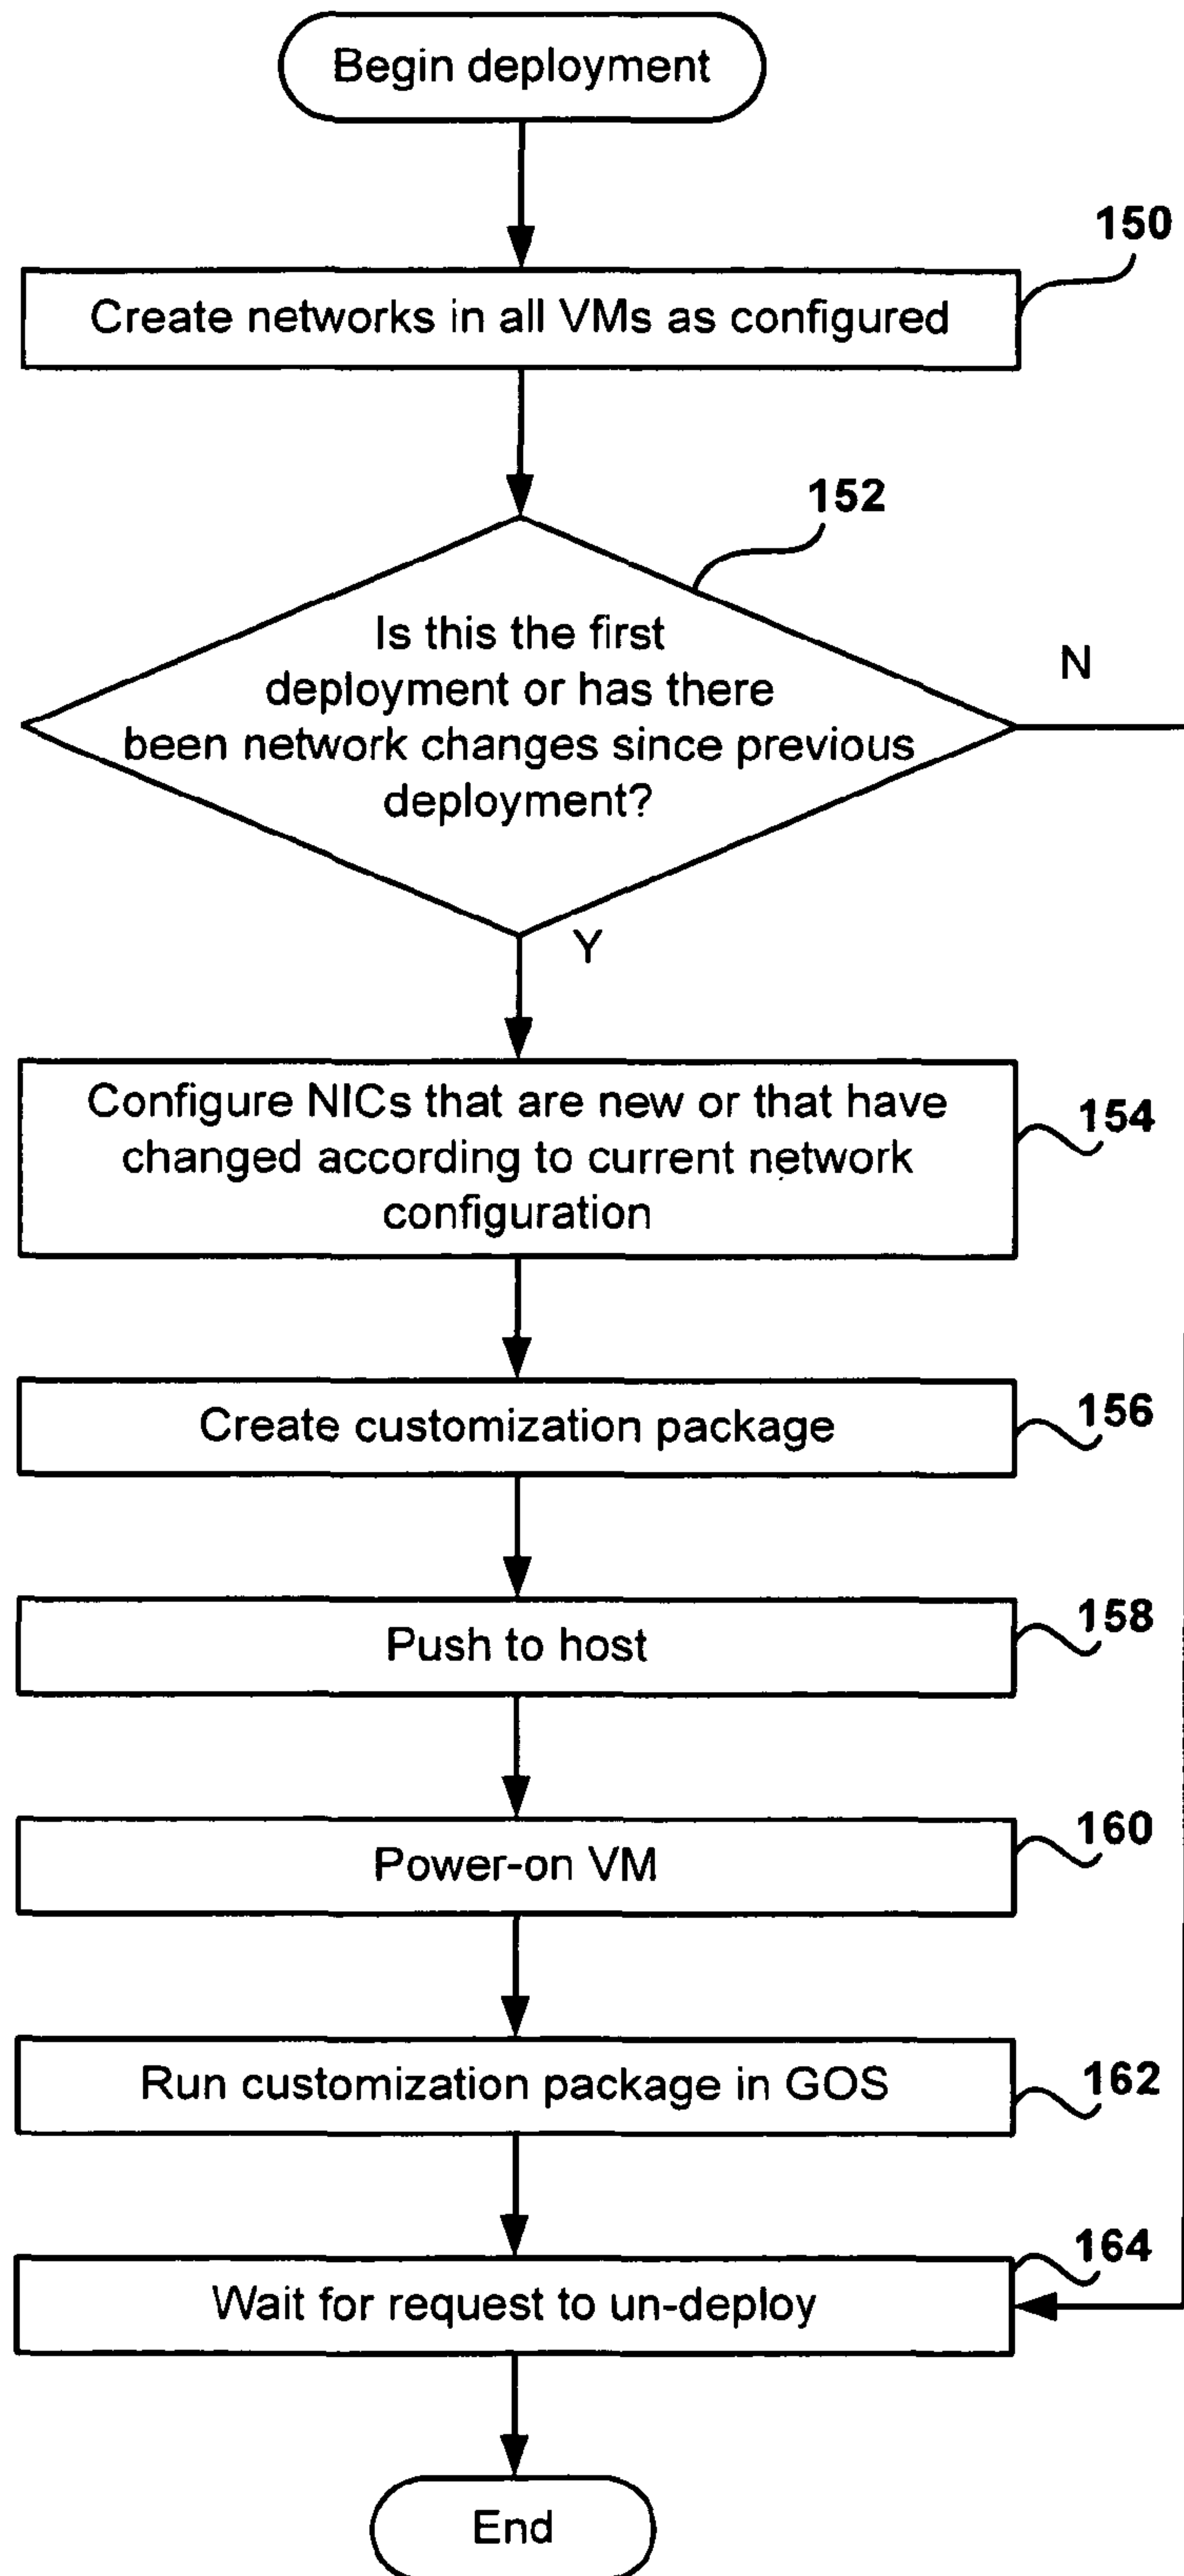 Begin deployment
150
Create networks in all VMs as configured
152
Is this the first
deployment or has there
been network changes since previous
deployment?
N
Y
Configure NICs that are new or that have
changed according to current network
configuration
154
Create customization package
156
Push to host
158
Power-on VM
160
Run customization package in GOS
162
Wait for request to un-deploy
164
End